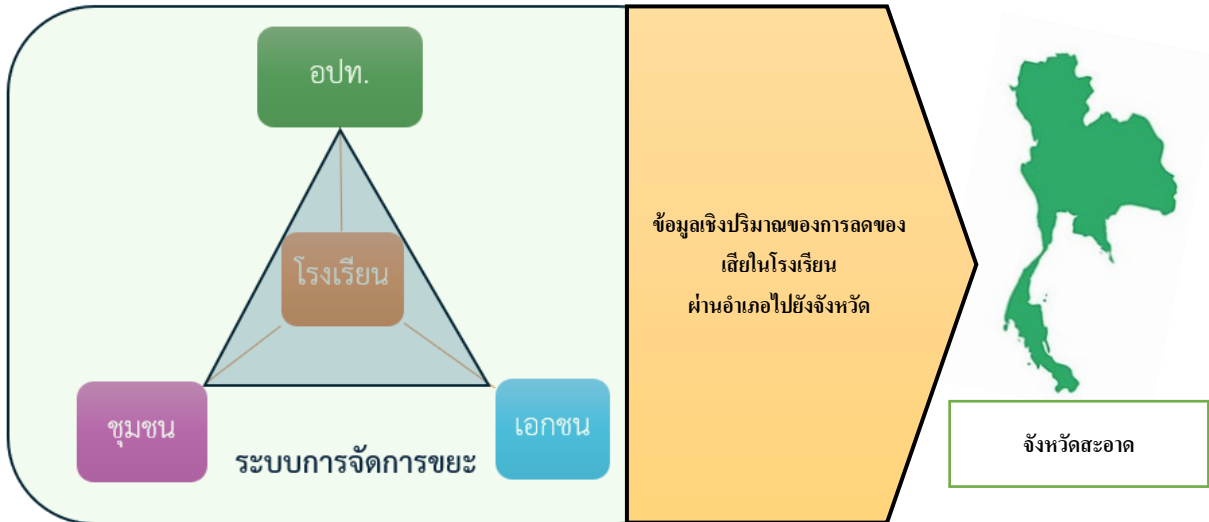 อปท.
โรงเรียน
ชุมชน
เอกชน
ระบบการจัดการขยะ
ข้อมูลเชิงปริมาณของการลดของ
เสียในโรงเรียน
ผ่านอำเภอไปยังจังหวัด
จังหวัดสะอาด